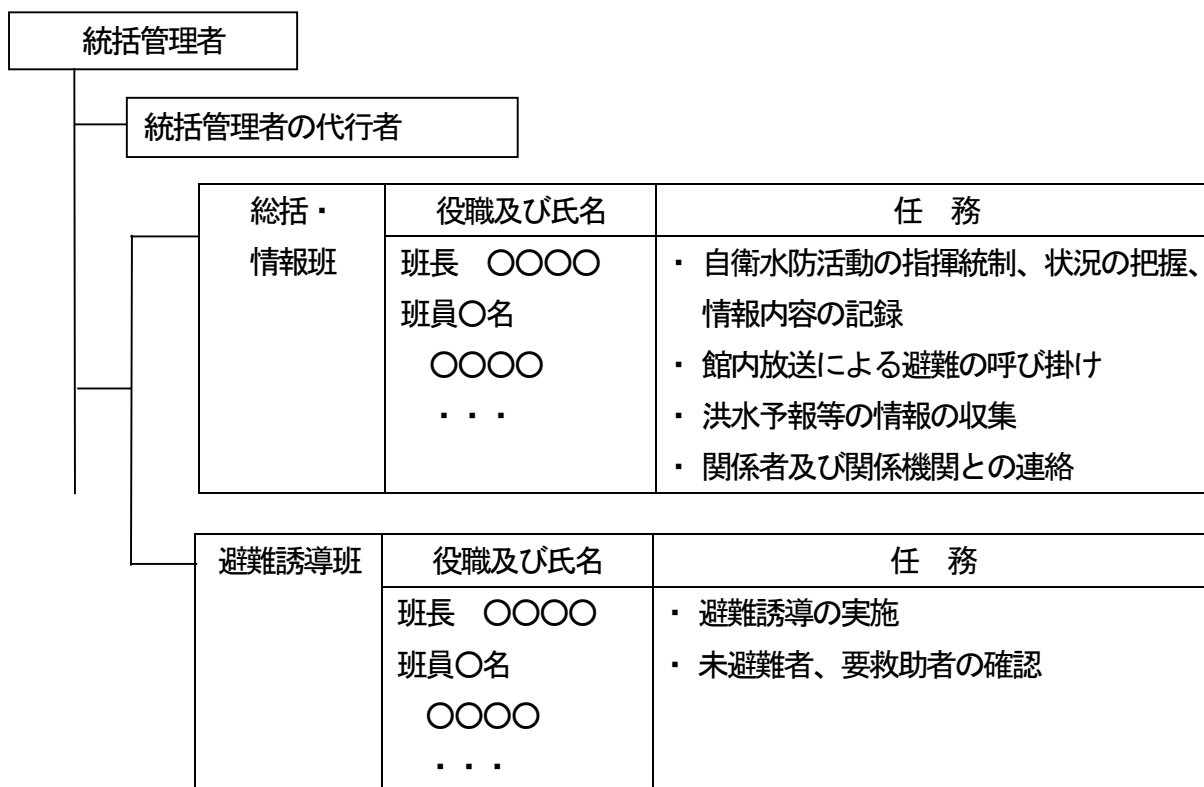 統括管理者
統括管理者の代行者
総括・
情報班
役職及び氏名
任　務
班長　〇〇〇〇
班員〇名
〇〇〇〇
・・・
・ 自衛水防活動の指揮統制、状況の把握、
情報内容の記録
・ 館内放送による避難の呼び掛け
・ 洪水予報等の情報の収集
・ 関係者及び関係機関との連絡
避難誘導班
役職及び氏名
任　務
班長　〇〇〇〇
班員〇名
〇〇〇〇
・・・
・ 避難誘導の実施
・ 未避難者、要救助者の確認